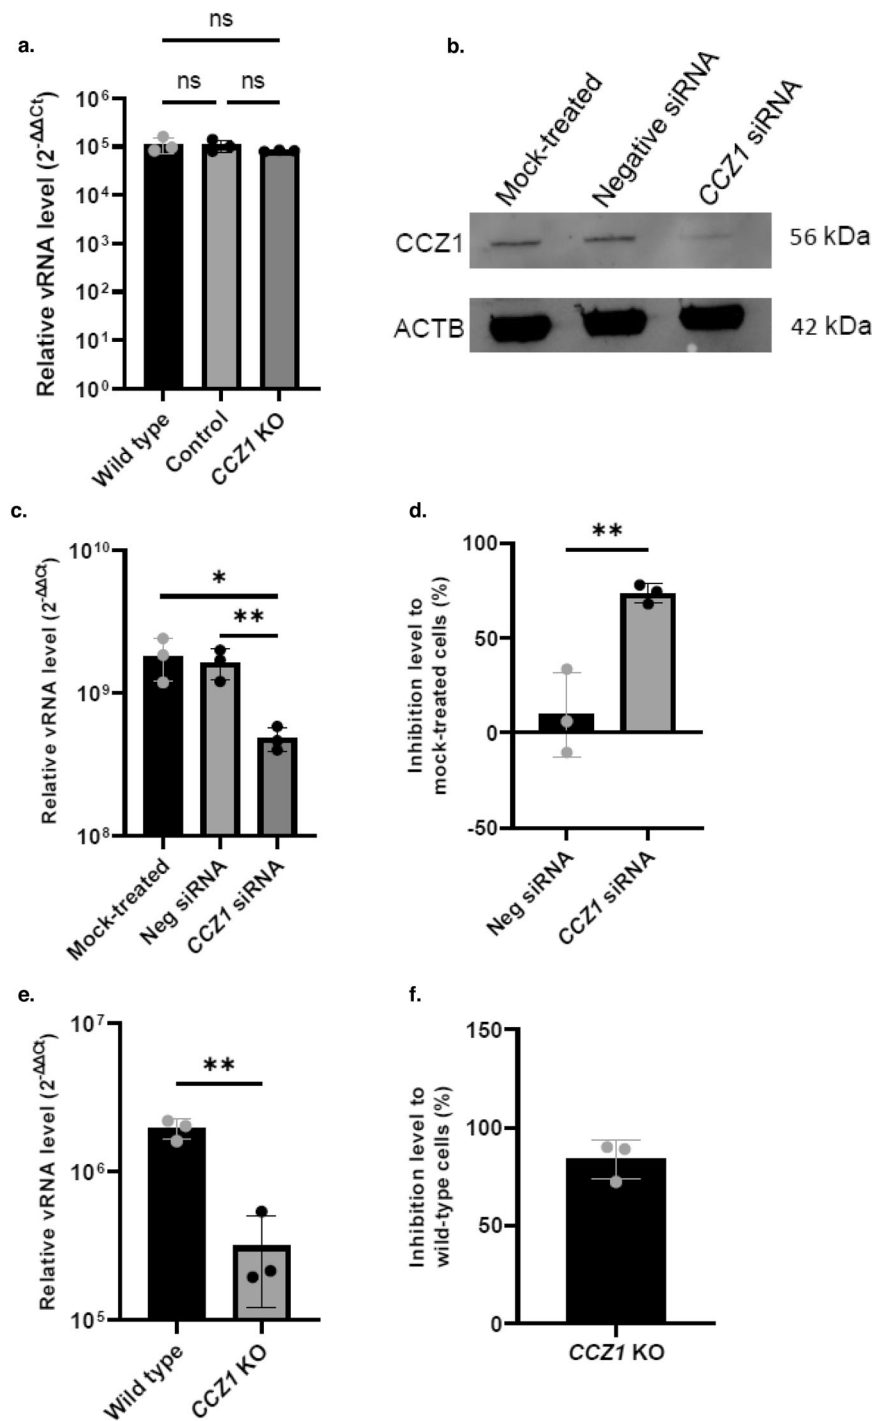 a.
ns
ns
ns
Relative vRNA level (2^-ΔΔCt)
10^6
10^5
10^4
10^3
10^2
10^1
10^0
Wild type
Control
CCZ1 KO
b.
Mock-treated
Negative siRNA
CCZ1 siRNA
CCZ1
56 kDa
ACTB
42 kDa
c.
*
**
Relative vRNA level (2^-ΔΔCt)
10^10
10^9
10^8
Mock-treated
Neg siRNA
CCZ1 siRNA
d.
**
Inhibition level to
mock-treated cells (%)
100
50
0
-50
Neg siRNA
CCZ1 siRNA
e.
**
Relative vRNA level (2^-ΔΔCt)
10^7
10^6
10^5
Wild type
CCZ1 KO
f.
Inhibition level to
wild-type cells (%)
150
100
50
0
CCZ1 KO